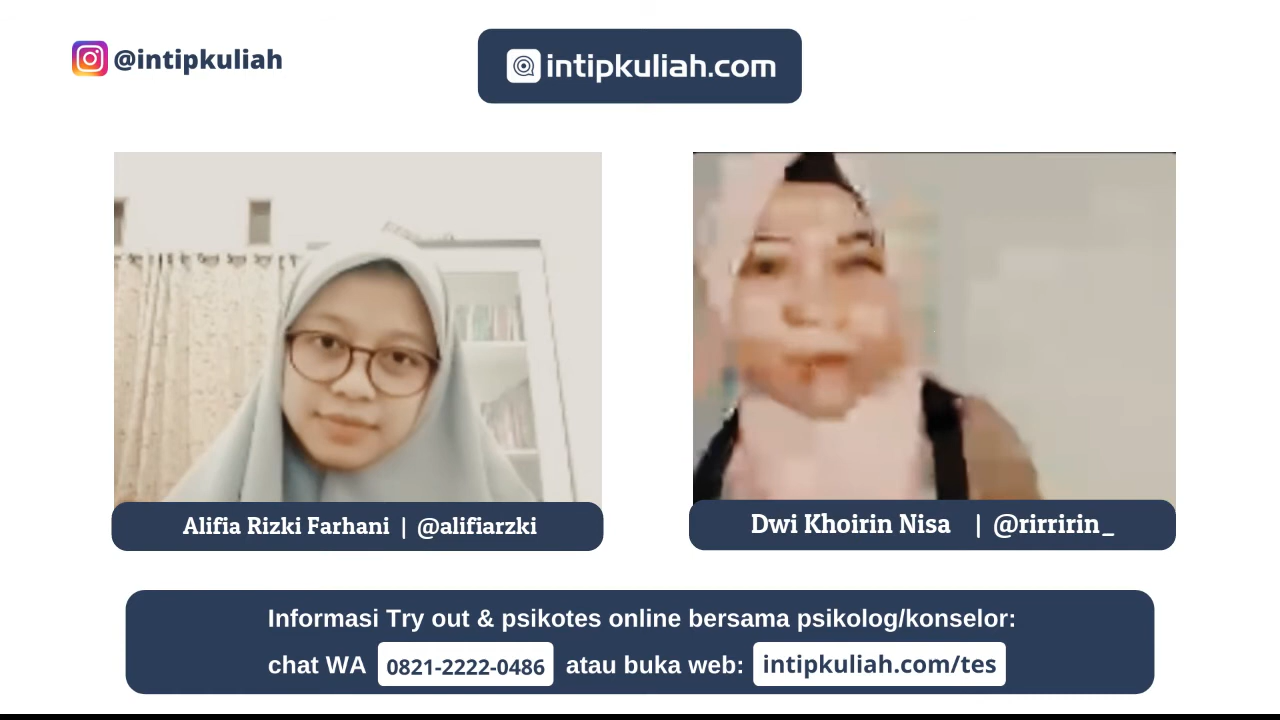 @intipkuliah
intipkuliah.com
Alifia Rizki Farhani | @alifiarzki
Dwi Khoirin Nisa | @rirririn_
Informasi Try out & psikotes online bersama psikolog/konselor:
chat WA 0821-2222-0486 atau buka web: intipkuliah.com/tes